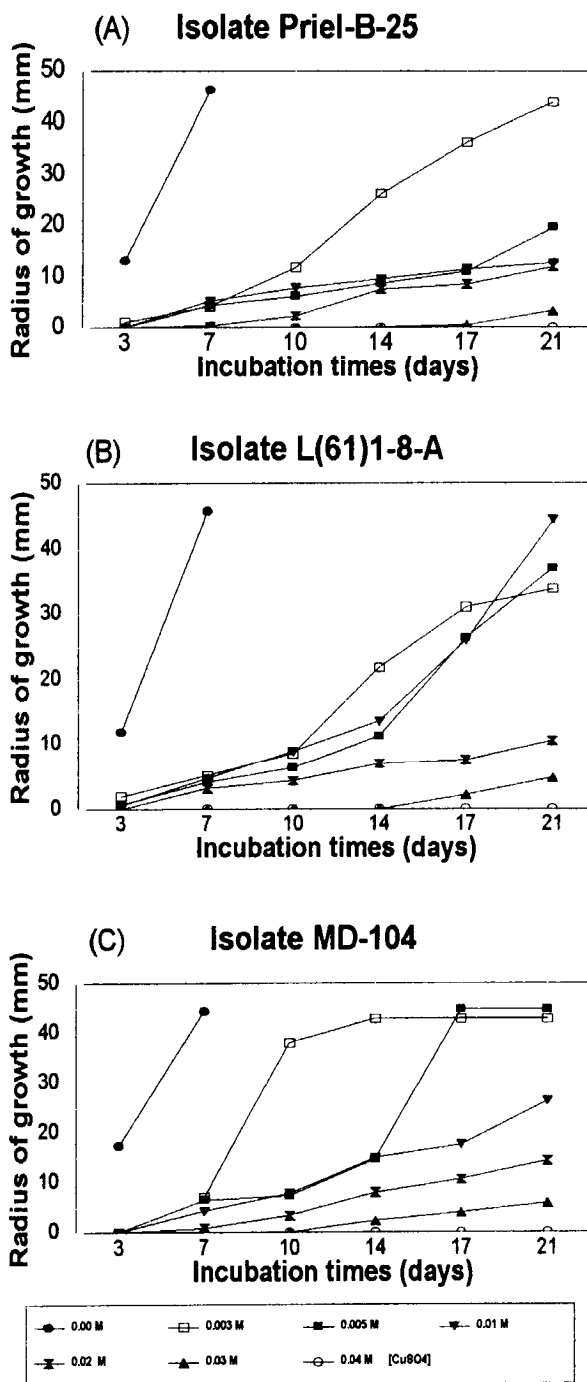 (A) Isolate Priel-B-25
Radius of growth (mm)
50
40
30
20
10
0
3 7 10 14 17 21
Incubation times (days)
(B) Isolate L(61)1-8-A
Radius of growth (mm)
50
40
30
20
10
0
3 7 10 14 17 21
Incubation times (days)
(C) Isolate MD-104
Radius of growth (mm)
50
40
30
20
10
0
3 7 10 14 17 21
Incubation times (days)
0.00 M 0.003 M 0.005 M 0.01 M
0.02 M 0.03 M 0.04 M [CuSO4]